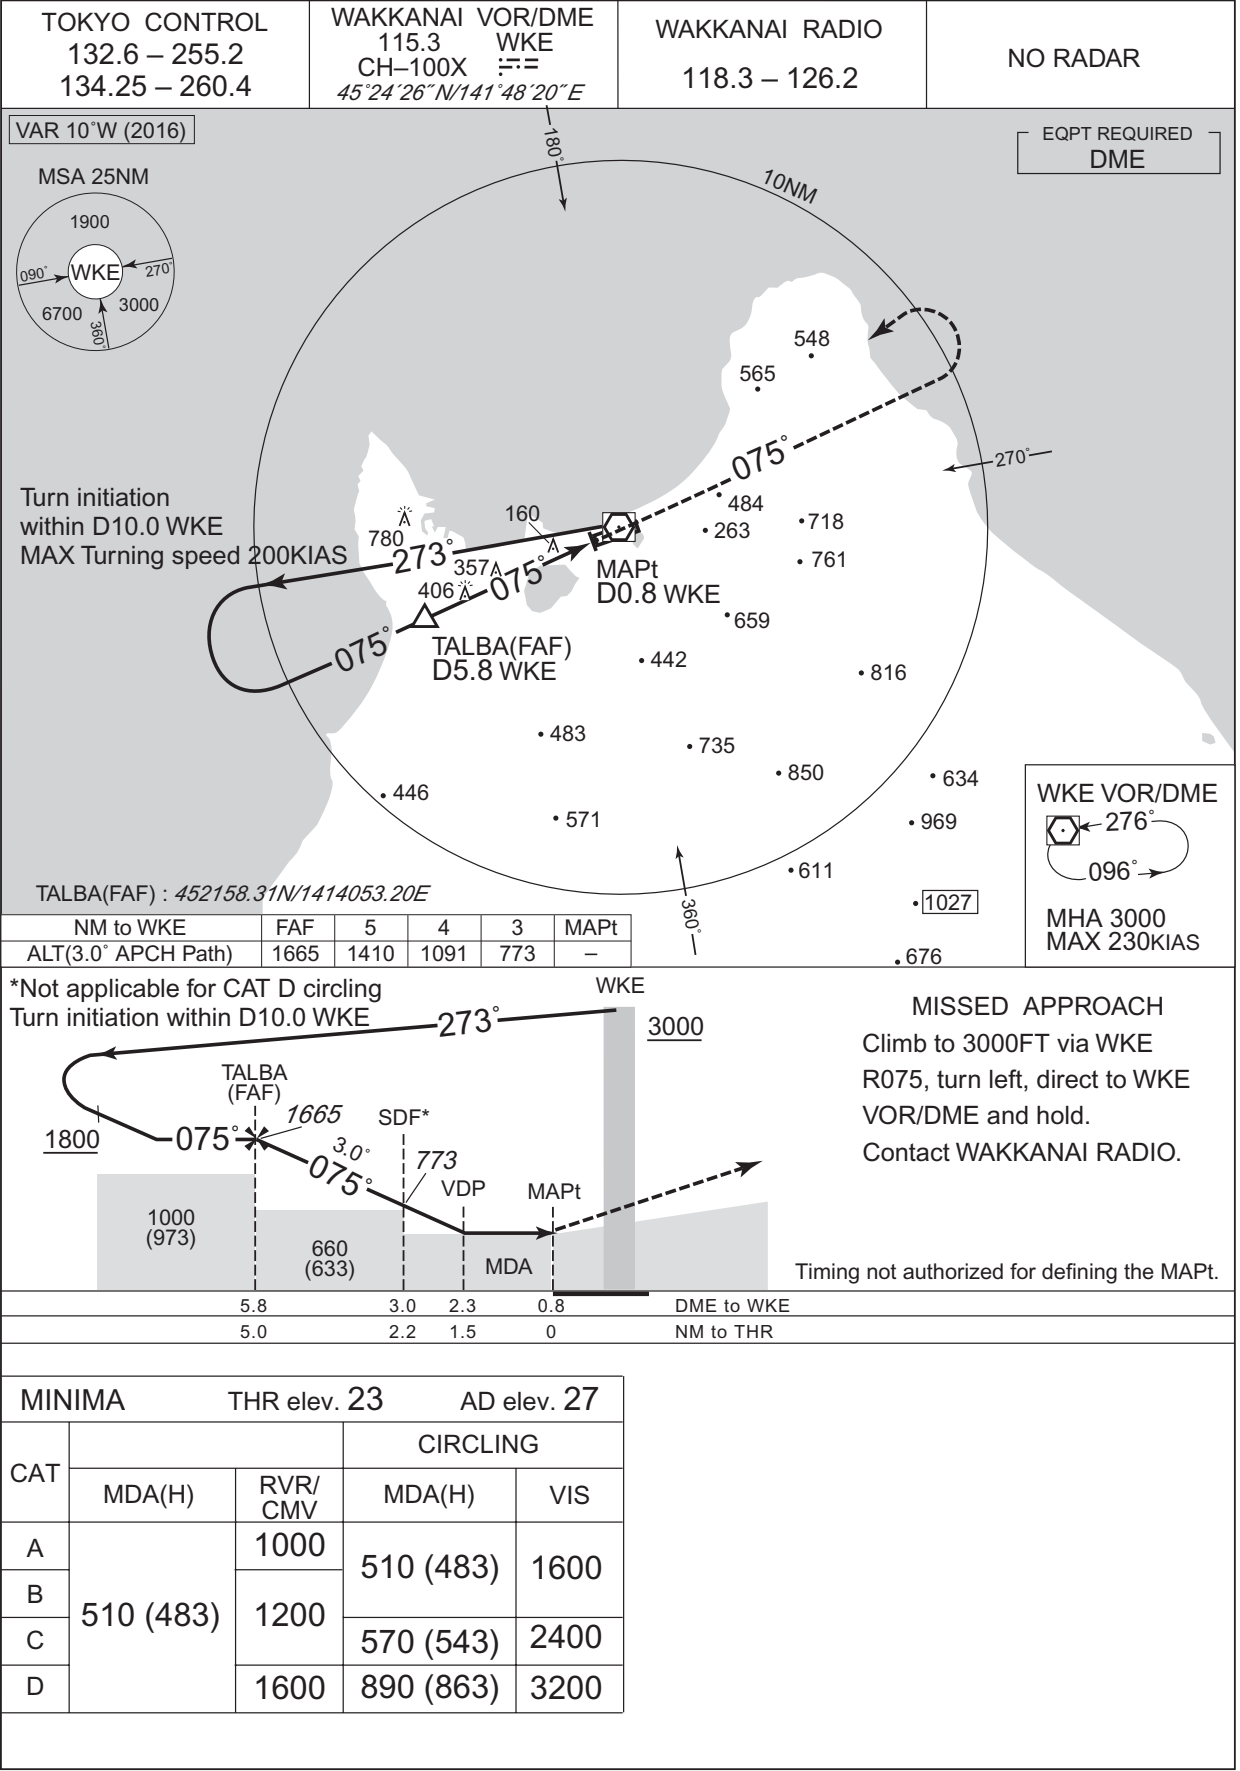 TOKYO CONTROL
132.6 – 255.2
134.25 – 260.4
WAKKANAI VOR/DME
115.3 WKE
CH–100X
45°24´26˝N/141°48´20˝E
WAKKANAI RADIO
118.3 – 126.2
NO RADAR
VAR 10°W (2016)
EQPT REQUIRED
DME
MSA 25NM
1900
WKE
090°
270°
6700
3000
360°
180°
10NM
548
565
075°
270°
Turn initiation
within D10.0 WKE
MAX Turning speed 200KIAS
780
160
484
263
718
761
273°
357
406
075°
MAPt
D0.8 WKE
659
075°
TALBA(FAF)
D5.8 WKE
442
816
483
735
850
634
446
571
969
611
1027
360°
676
WKE VOR/DME
276°
096°
MHA 3000
MAX 230KIAS
TALBA(FAF) : 452158.31N/1414053.20E
NM to WKE FAF 5 4 3 MAPt
ALT(3.0° APCH Path) 1665 1410 1091 773 –
*Not applicable for CAT D circling
Turn initiation within D10.0 WKE
WKE
273°
3000
TALBA
(FAF)
1665
SDF*
1800
075°
3.0°
075°
773
VDP
MAPt
1000
(973)
660
(633)
MDA
MISSED APPROACH
Climb to 3000FT via WKE
R075, turn left, direct to WKE
VOR/DME and hold.
Contact WAKKANAI RADIO.
Timing not authorized for defining the MAPt.
5.8 3.0 2.3 0.8 DME to WKE
5.0 2.2 1.5 0 NM to THR
MINIMA THR elev. 23 AD elev. 27
CAT
CIRCLING
MDA(H)
RVR/
CMV
MDA(H)
VIS
A
B
C
D
510 (483)
1000
1200
1600
510 (483)
1600
570 (543)
2400
890 (863)
3200